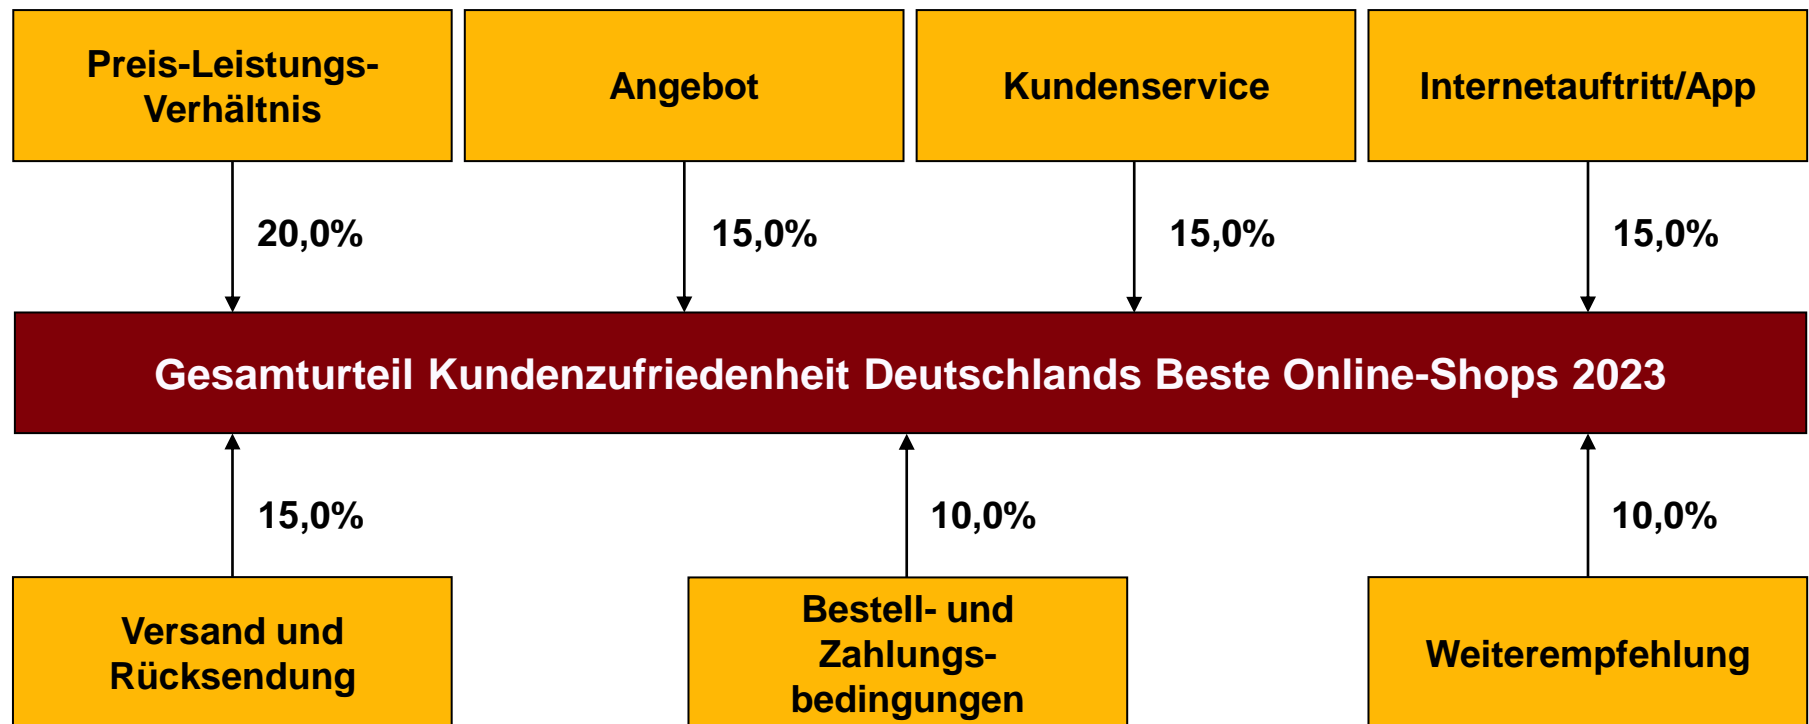 Preis-Leistungs-
Verhältnis
Angebot
Kundenservice
Internetauftritt/App
20,0%
15,0%
15,0%
15,0%
Gesamturteil Kundenzufriedenheit Deutschlands Beste Online-Shops 2023
15,0%
10,0%
10,0%
Versand und
Rücksendung
Bestell- und
Zahlungs-
bedingungen
Weiterempfehlung